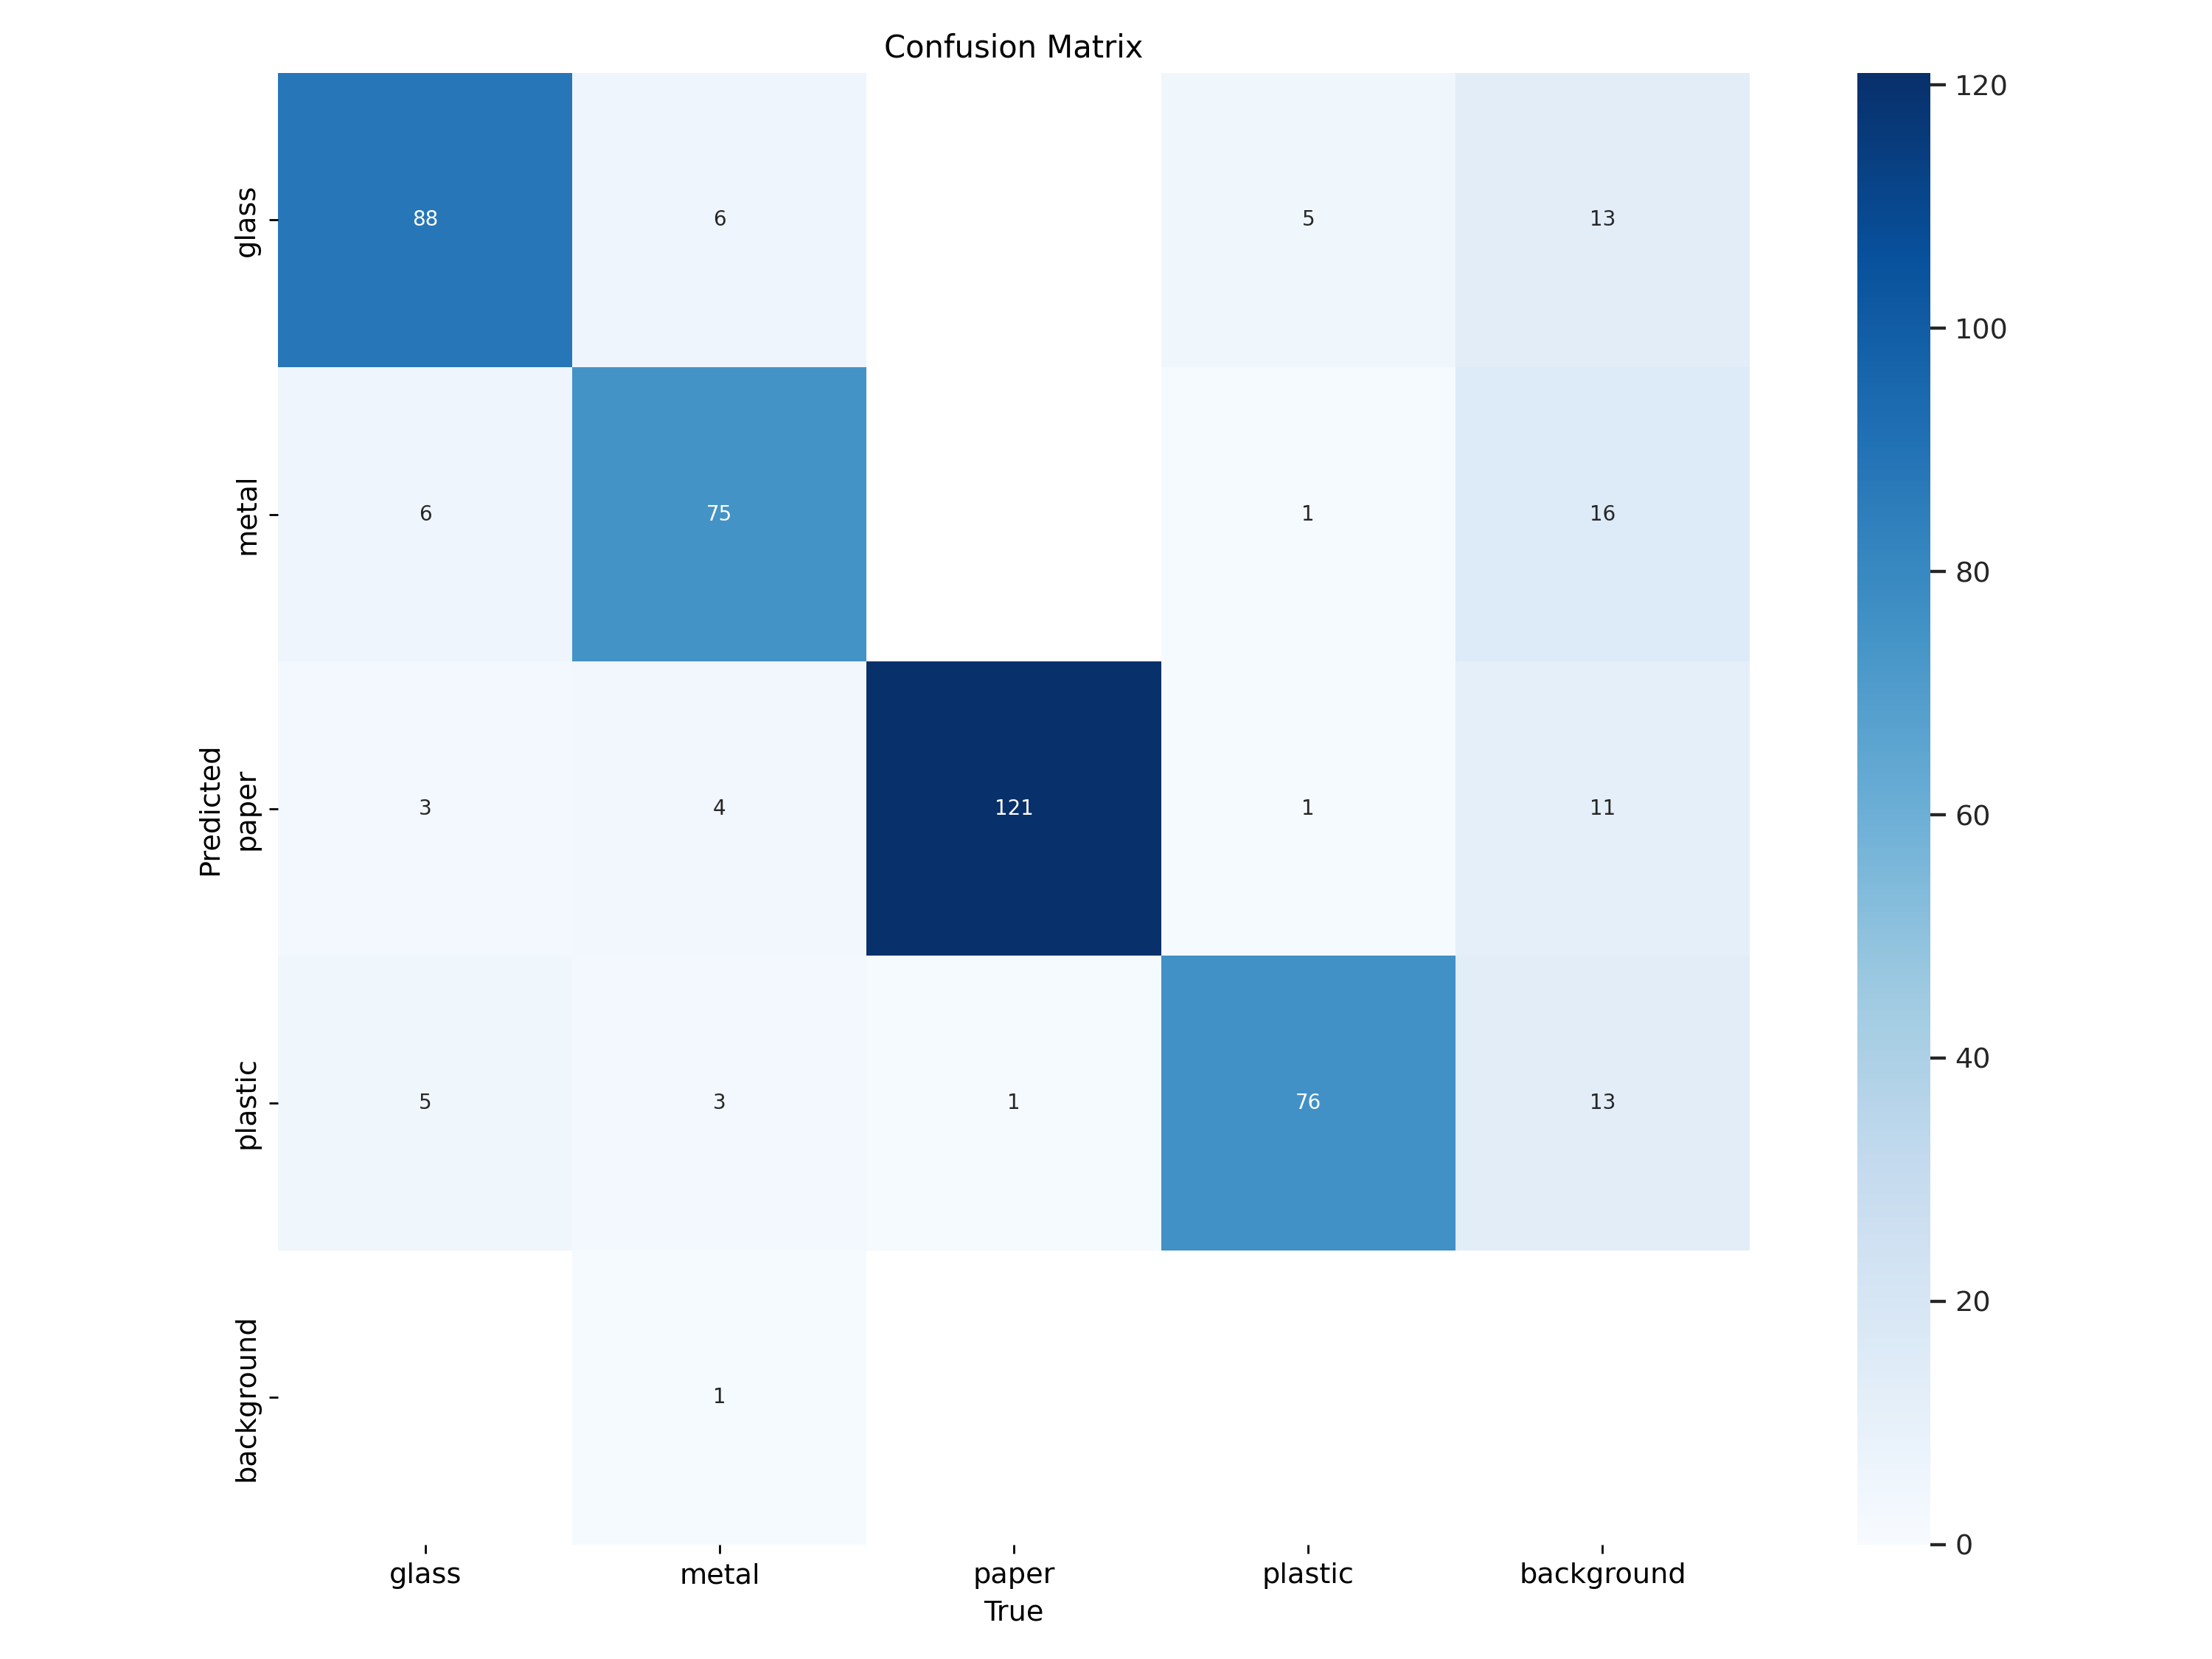 Confusion Matrix
glass
88
6
5
13
metal
6
75
1
16
paper
3
4
121
1
11
plastic
5
3
1
76
13
background
1
Predicted
glass
metal
paper
plastic
background
True
120
100
80
60
40
20
0